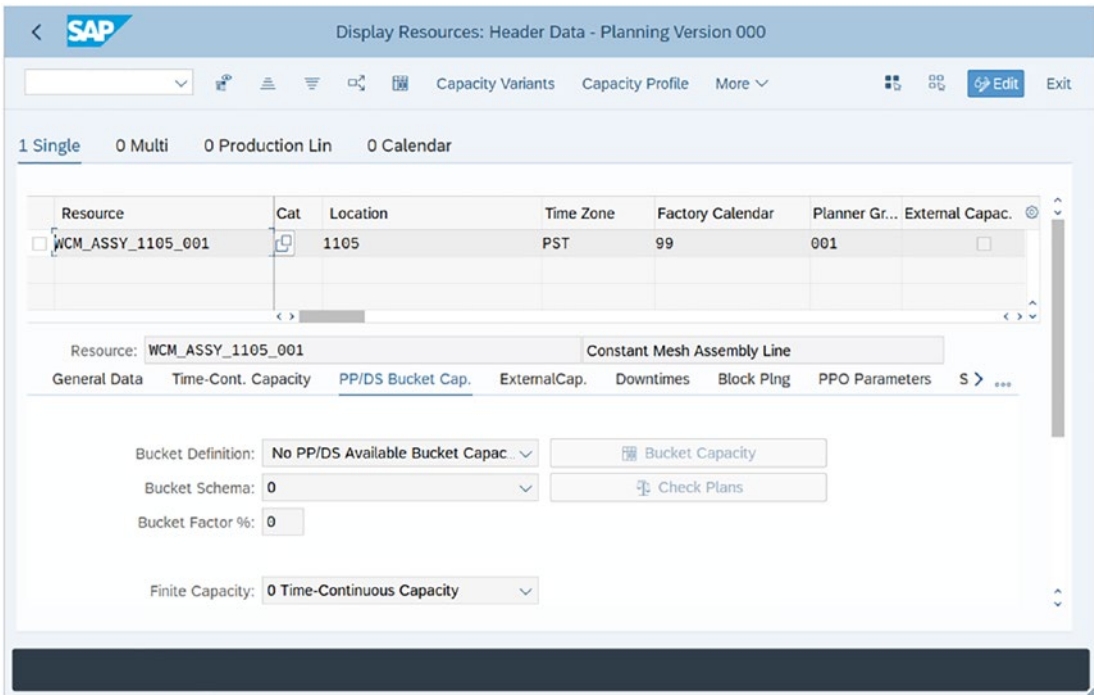 SAP Display Resources: Header Data - Planning Version 000
Capacity Variants Capacity Profile More Edit Exit
1 Single 0 Multi 0 Production Lin 0 Calendar
Resource Cat Location Time Zone Factory Calendar Planner Gr... External Capac.
WCM_ASSY_1105_001 1105 PST 99 001
Resource: WCM_ASSY_1105_001 Constant Mesh Assembly Line
General Data Time-Cont. Capacity PP/DS Bucket Cap. ExternalCap. Downtimes Block Plng PPO Parameters S ...
Bucket Definition: No PP/DS Available Bucket Capac... Bucket Capacity
Bucket Schema: 0 Check Plans
Bucket Factor %: 0
Finite Capacity: 0 Time-Continuous Capacity